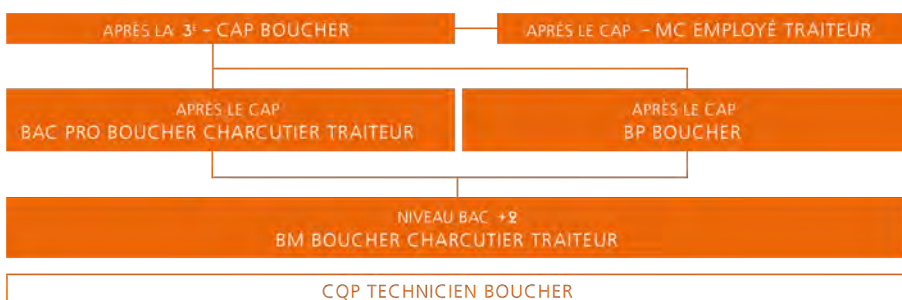 APRÈS LA 3E - CAP BOUCHER
APRÈS LE CAP - MC EMPLOYÉ TRAITEUR
APRÈS LE CAP
BAC PRO BOUCHER CHARCUTIER TRAITEUR
APRÈS LE CAP
BP BOUCHER
NIVEAU BAC +2
BM BOUCHER CHARCUTIER TRAITEUR
CQP TECHNICIEN BOUCHER